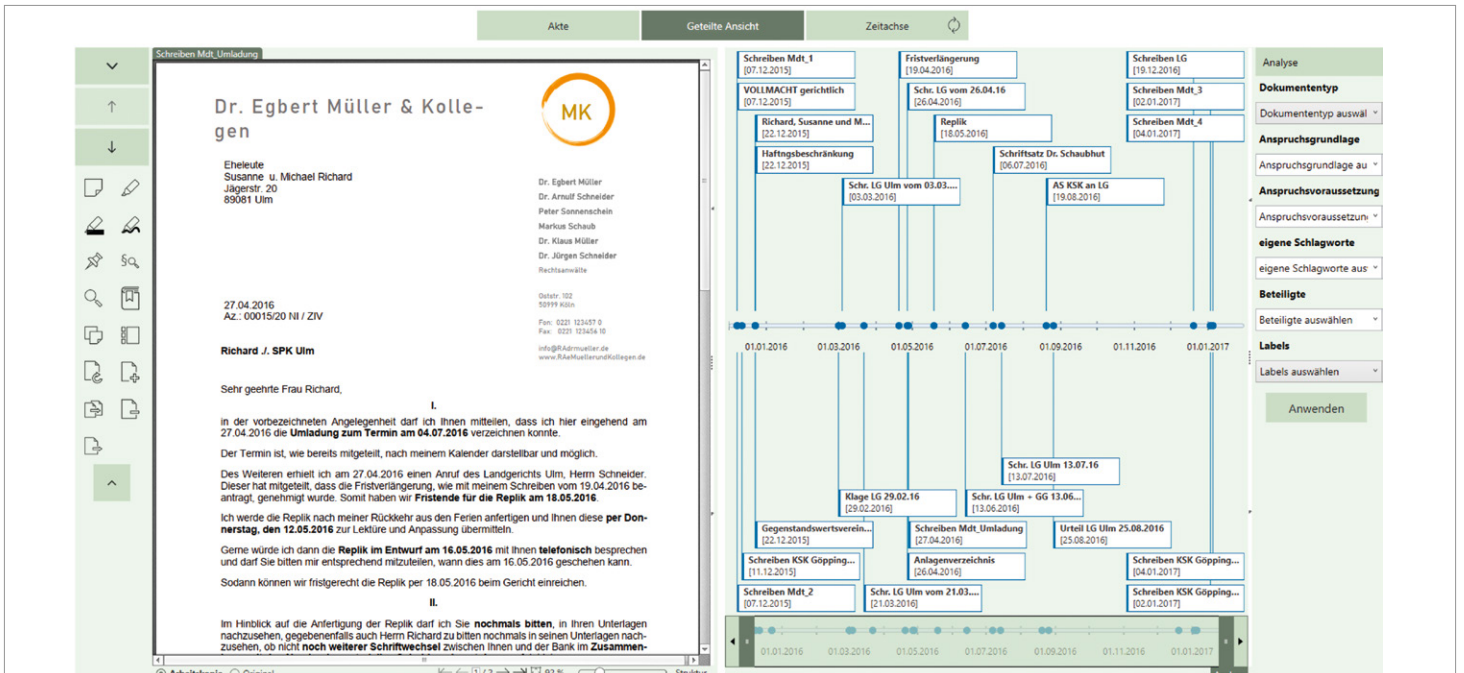 Akte
Geteilte Ansicht
Zeitachse
Schreiben Mdt_Umladung
Dr. Egbert Müller & Kolle-
gen
MK
Eheleute
Susanne u. Michael Richard
Jägerstr. 20
89081 Ulm
Dr. Egbert Müller
Dr. Arnulf Schneider
Peter Sonnenschein
Markus Schaub
Dr. Klaus Müller
Dr. Jürgen Schneider
Rechtsanwälte
27.04.2016
Az.: 00015/20 NI / ZIV
Oststr. 102
50999 Köln
Fon: 0221 123457 0
Fax: 0221 123456 10
info@RAdrmueller.de
www.RAeMuellerundKollegen.de
Richard ./. SPK Ulm
Sehr geehrte Frau Richard,
I.
in der vorbezeichneten Angelegenheit darf ich Ihnen mitteilen, dass ich hier eingehend am
27.04.2016 die Umladung zum Termin am 04.07.2016 verzeichnen konnte.
Der Termin ist, wie bereits mitgeteilt, nach meinem Kalender darstellbar und möglich.
Des Weiteren erhielt ich am 27.04.2016 einen Anruf des Landgerichts Ulm, Herrn Schneider.
Dieser hat mitgeteilt, dass die Fristverlängerung, wie mit meinem Schreiben vom 19.04.2016 be-
antragt, genehmigt wurde. Somit haben wir Fristende für die Replik am 18.05.2016.
Ich werde die Replik nach meiner Rückkehr aus den Ferien anfertigen und Ihnen diese per Don-
nerstag, den 12.05.2016 zur Lektüre und Anpassung übermitteln.
Gerne würde ich dann die Replik im Entwurf am 16.05.2016 mit Ihnen telefonisch besprechen
und darf Sie bitten mir entsprechend mitzuteilen, wann dies am 16.05.2016 geschehen kann.
Sodann können wir fristgerecht die Replik per 18.05.2016 beim Gericht einreichen.
II.
Im Hinblick auf die Anfertigung der Replik darf ich Sie nochmals bitten, in Ihren Unterlagen
nachzusehen, gegebenenfalls auch Herrn Richard zu bitten nochmals in seinen Unterlagen nach-
zusehen, ob nicht noch weiterer Schriftwechsel zwischen Ihnen und der Bank im Zusammen-
Arbeitskopie Original
1 / 2
92 %
Struktur
Schreiben Mdt_1
[07.12.2015]
VOLLMACHT gerichtlich
[07.12.2015]
Richard, Susanne und M...
[22.12.2015]
Haftngsbeschränkung
[22.12.2015]
Schr. LG Ulm vom 03.03....
[03.03.2016]
Fristverlängerung
[19.04.2016]
Schr. LG vom 26.04.16
[26.04.2016]
Replik
[18.05.2016]
Schriftsatz Dr. Schaubhut
[06.07.2016]
AS KSK an LG
[19.08.2016]
Schreiben LG
[19.12.2016]
Schreiben Mdt_3
[02.01.2017]
Schreiben Mdt_4
[04.01.2017]
01.01.2016 01.03.2016 01.05.2016 01.07.2016 01.09.2016 01.11.2016 01.01.2017
Schr. LG Ulm 13.07.16
[13.07.2016]
Klage LG 29.02.16
[29.02.2016]
Schr. LG Ulm + GG 13.06...
[13.06.2016]
Gegenstandswertsverein...
[22.12.2015]
Schreiben Mdt_Umladung
[27.04.2016]
Urteil LG Ulm 25.08.2016
[25.08.2016]
Schreiben KSK Göpping...
[11.12.2015]
Anlagenverzeichnis
[26.04.2016]
Schreiben KSK Göpping...
[04.01.2017]
Schreiben Mdt_2
[07.12.2015]
Schr. LG Ulm vom 21.03....
[21.03.2016]
Schreiben KSK Göpping...
[02.01.2017]
01.01.2016 01.03.2016 01.05.2016 01.07.2016 01.09.2016 01.11.2016 01.01.2017
Analyse
Dokumententyp
Dokumententyp auswäl
Anspruchsgrundlage
Anspruchsgrundlage au
Anspruchsvoraussetzung
Anspruchsvoraussetzun
eigene Schlagworte
eigene Schlagworte aus
Beteiligte
Beteiligte auswählen
Labels
Labels auswählen
Anwenden